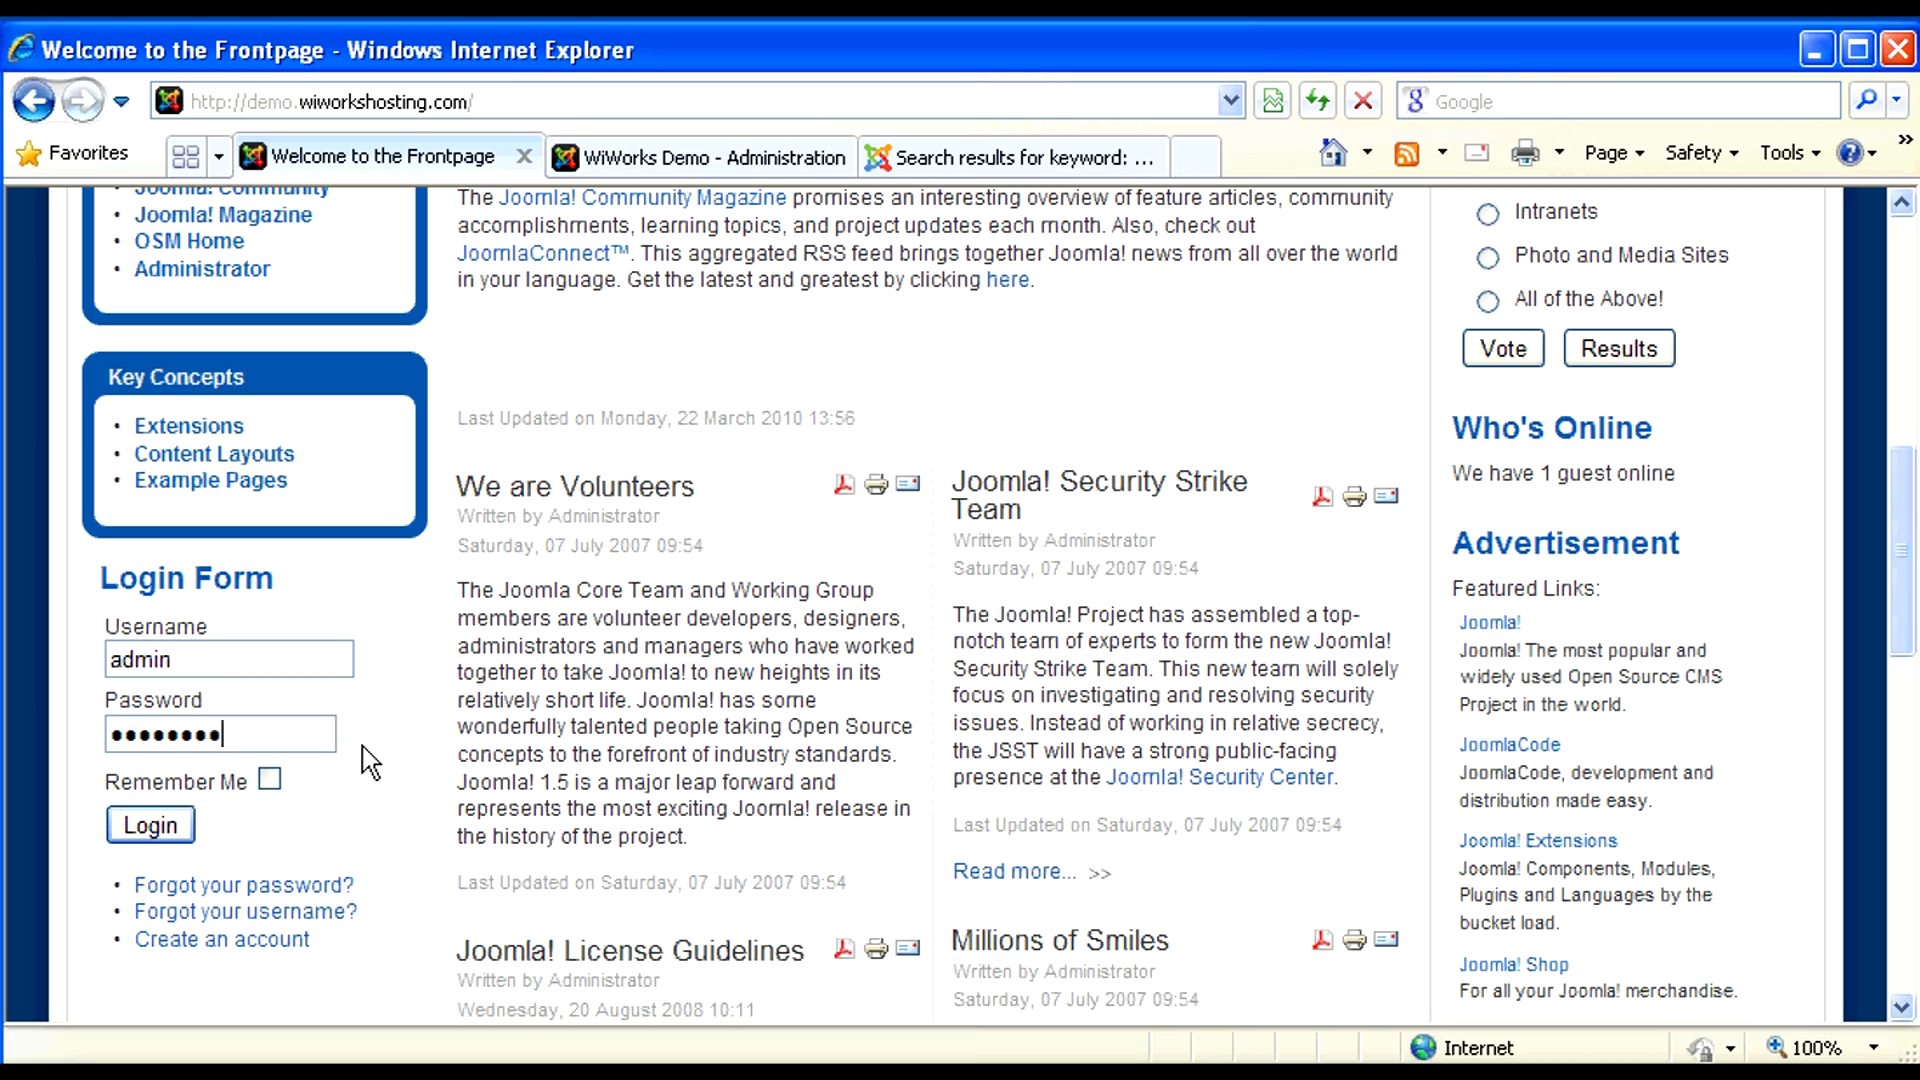 Welcome to the Frontpage - Windows Internet Explorer
http://demo.wiworkshosting.com/
Google
Favorites
Welcome to the Frontpage
WiWorks Demo - Administration
Search results for keyword: ...
Page
Safety
Tools
»
Joomla! Community
• Joomla! Magazine
• OSM Home
• Administrator
Key Concepts
• Extensions
• Content Layouts
• Example Pages
Login Form
Username
admin
Password
••••••••
Remember Me
Login
• Forgot your password?
• Forgot your username?
• Create an account
The Joomla! Community Magazine promises an interesting overview of feature articles, community
accomplishments, learning topics, and project updates each month. Also, check out
JoomlaConnect™. This aggregated RSS feed brings together Joomla! news from all over the world
in your language. Get the latest and greatest by clicking here.
Last Updated on Monday, 22 March 2010 13:56
We are Volunteers
Written by Administrator
Saturday, 07 July 2007 09:54
The Joomla Core Team and Working Group
members are volunteer developers, designers,
administrators and managers who have worked
together to take Joomla! to new heights in its
relatively short life. Joomla! has some
wonderfully talented people taking Open Source
concepts to the forefront of industry standards.
Joomla! 1.5 is a major leap forward and
represents the most exciting Joomla! release in
the history of the project.
Last Updated on Saturday, 07 July 2007 09:54
Joomla! License Guidelines
Written by Administrator
Wednesday, 20 August 2008 10:11
Joomla! Security Strike
Team
Written by Administrator
Saturday, 07 July 2007 09:54
The Joomla! Project has assembled a top-
notch team of experts to form the new Joomla!
Security Strike Team. This new team will solely
focus on investigating and resolving security
issues. Instead of working in relative secrecy,
the JSST will have a strong public-facing
presence at the Joomla! Security Center.
Last Updated on Saturday, 07 July 2007 09:54
Read more... >>
Millions of Smiles
Written by Administrator
Saturday, 07 July 2007 09:54
Intranets
Photo and Media Sites
All of the Above!
Vote
Results
Who's Online
We have 1 guest online
Advertisement
Featured Links:
Joomla!
Joomla! The most popular and
widely used Open Source CMS
Project in the world.
JoomlaCode
JoomlaCode, development and
distribution made easy.
Joomla! Extensions
Joomla! Components, Modules,
Plugins and Languages by the
bucket load.
Joomla! Shop
For all your Joomla! merchandise.
Internet
100%